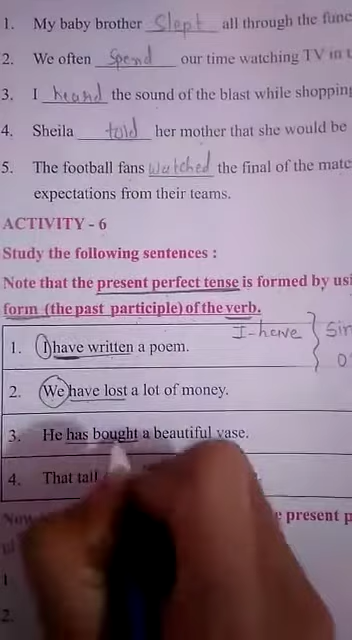 1. My baby brother Slept all through the func
2. We often Spend our time watching TV in t
3. I heard the sound of the blast while shopping
4. Sheila told her mother that she would be
5. The football fans watched the final of the matc
expectations from their teams.
ACTIVITY - 6
Study the following sentences :
Note that the present perfect tense is formed by usi
form (the past participle) of the verb.
I - have } Sin
1. I have written a poem.
2. We have lost a lot of money.
3. He has bought a beautiful vase.
4. That tall
e present p
1
2.